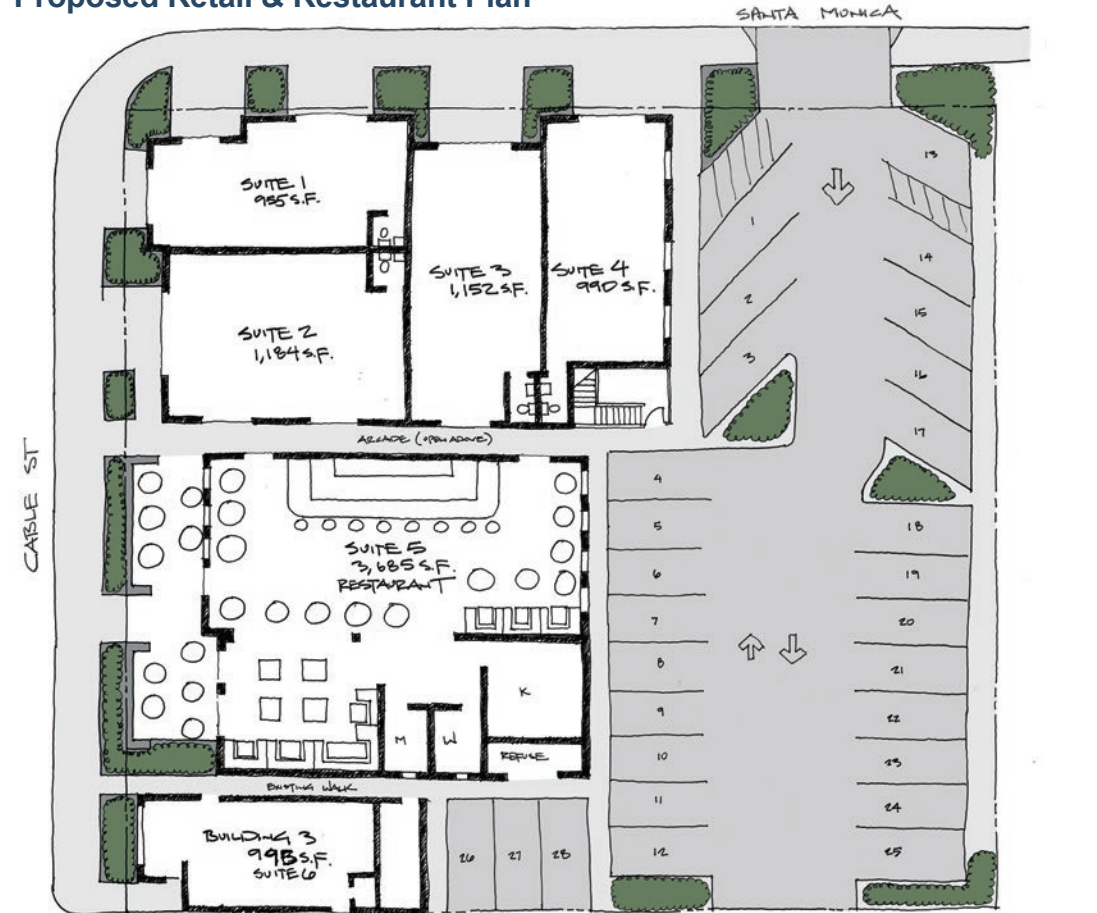 Proposed Retail & Restaurant Plan
SANTA MONICA
CABLE ST
SUITE 1
955 S.F.
SUITE 2
1,184 S.F.
SUITE 3
1,152 S.F.
SUITE 4
990 S.F.
ARCADE (OPEN ABOVE)
SUITE 5
3,685 S.F.
RESTAURANT
K
M
W
REFUSE
EXISTING WALK
BUILDING 3
998 S.F.
SUITE 6
1
2
3
4
5
6
7
8
9
10
11
12
13
14
15
16
17
18
19
20
21
22
23
24
25
26
27
28